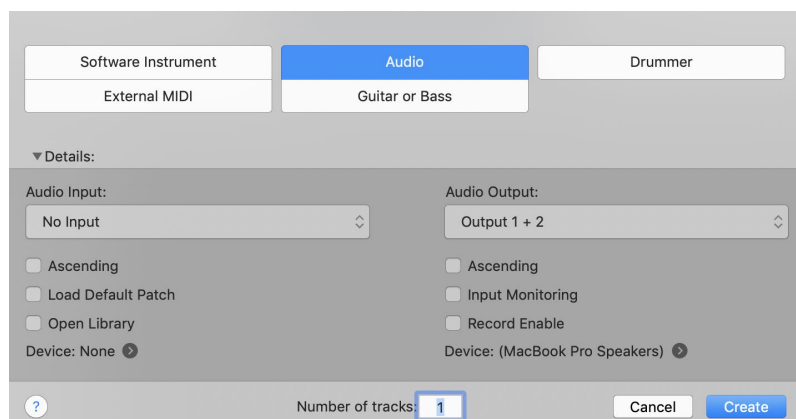 Software Instrument
Audio
Drummer
External MIDI
Guitar or Bass
Details:
Audio Input:
Audio Output:
No Input
Output 1 + 2
Ascending
Ascending
Load Default Patch
Input Monitoring
Open Library
Record Enable
Device: None
Device: (MacBook Pro Speakers)
?
Number of tracks: 1
Cancel
Create